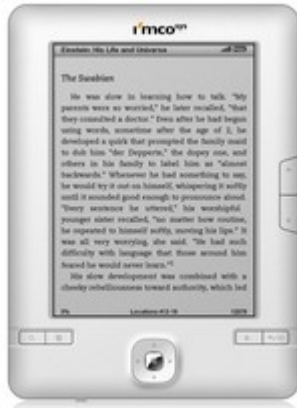 i'mcosys
Einstein: His Life and Universe
The Swabian
He was slow in learning how to talk. "My
parents were so worried," he later recalled, "that
they consulted a doctor." Even after he had begun
using words, sometime after the age of 2, he
developed a quirk that prompted the family maid
to dub him "der Depperte," the dopey one, and
others in his family to label him as "almost
backwards." Whenever he had something to say,
he would try it out on himself, whispering it softly
until it sounded good enough to pronounce aloud.
"Every sentence he uttered," his worshipful
younger sister recalled, "no matter how routine,
he repeated to himself softly, moving his lips." It
was all very worrying, she said. "He had such
difficulty with language that those around him
feared he would never learn."
His slow development was combined with a
cheeky rebelliousness toward authority, which led
Locations 412-18